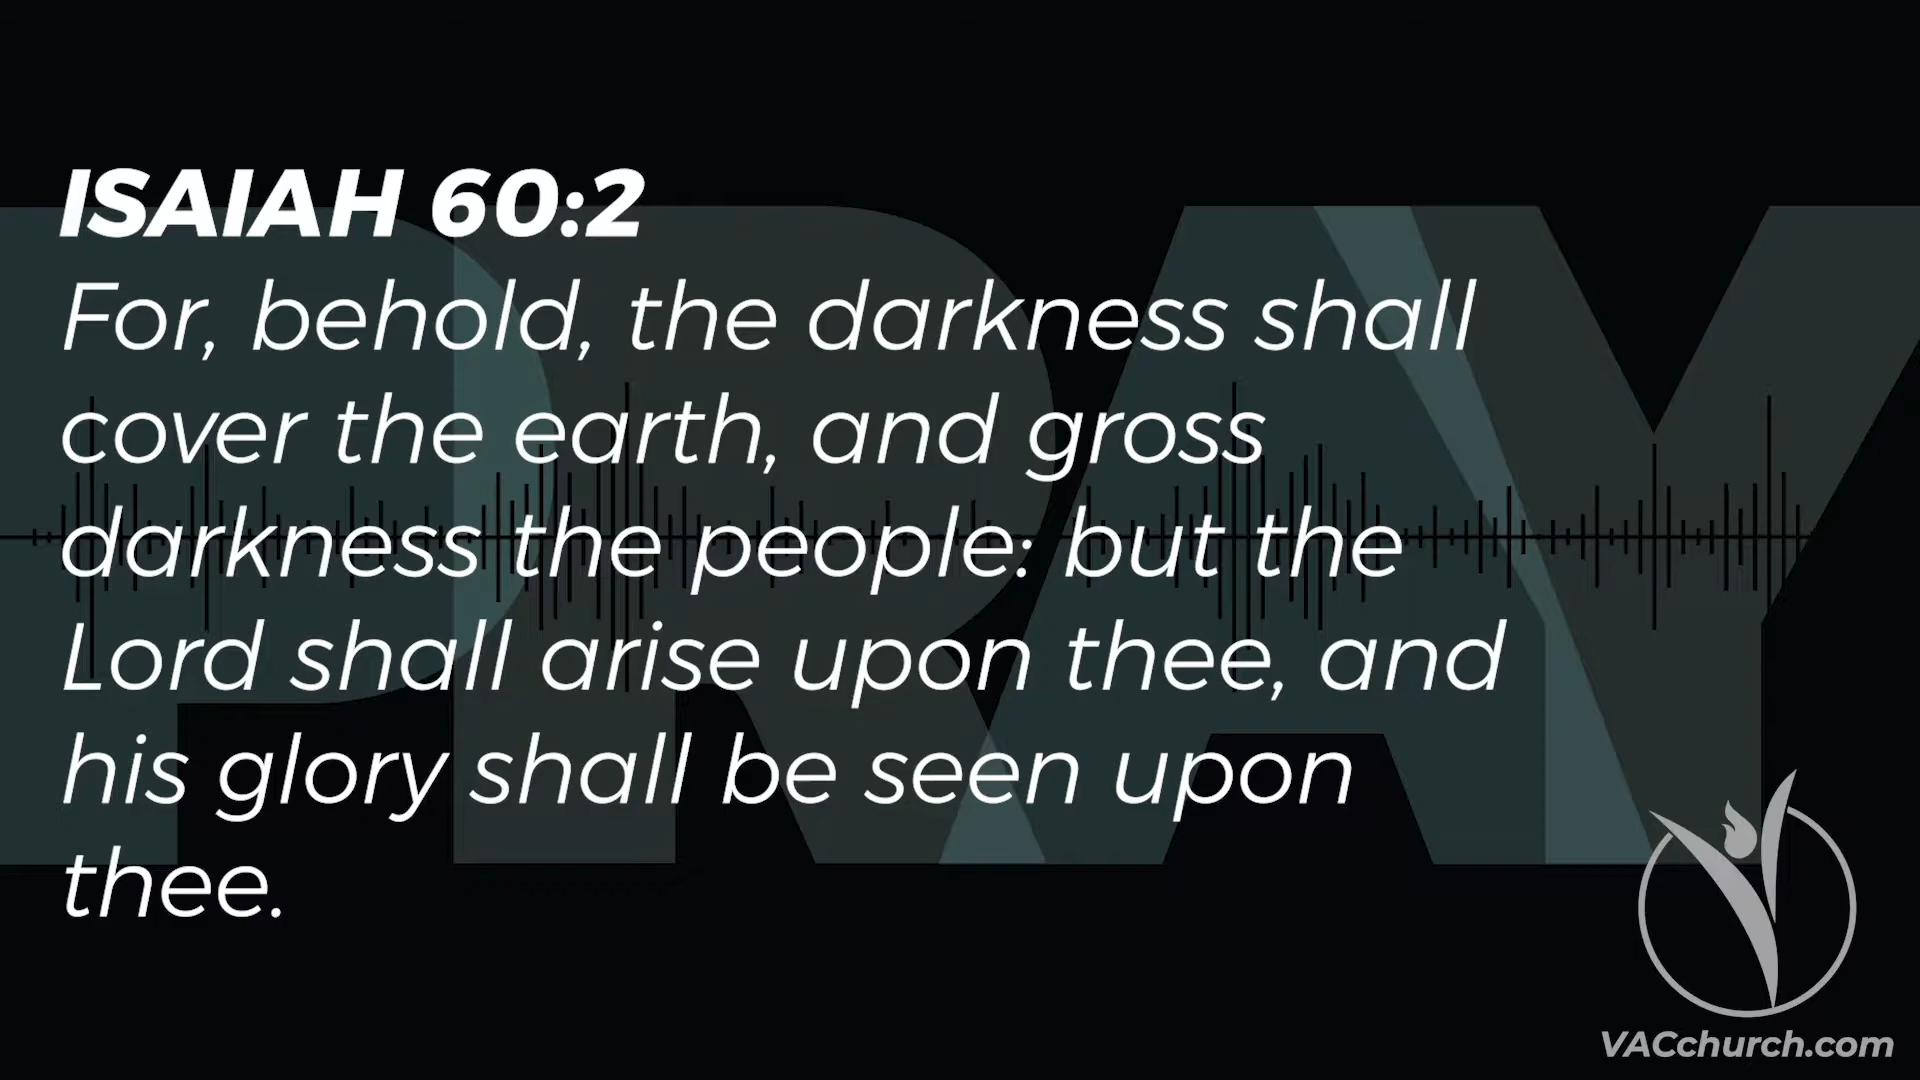 ISAIAH 60:2
For, behold, the darkness shall
cover the earth, and gross
darkness the people: but the
Lord shall arise upon thee, and
his glory shall be seen upon
thee.
PRAY
VACchurch.com